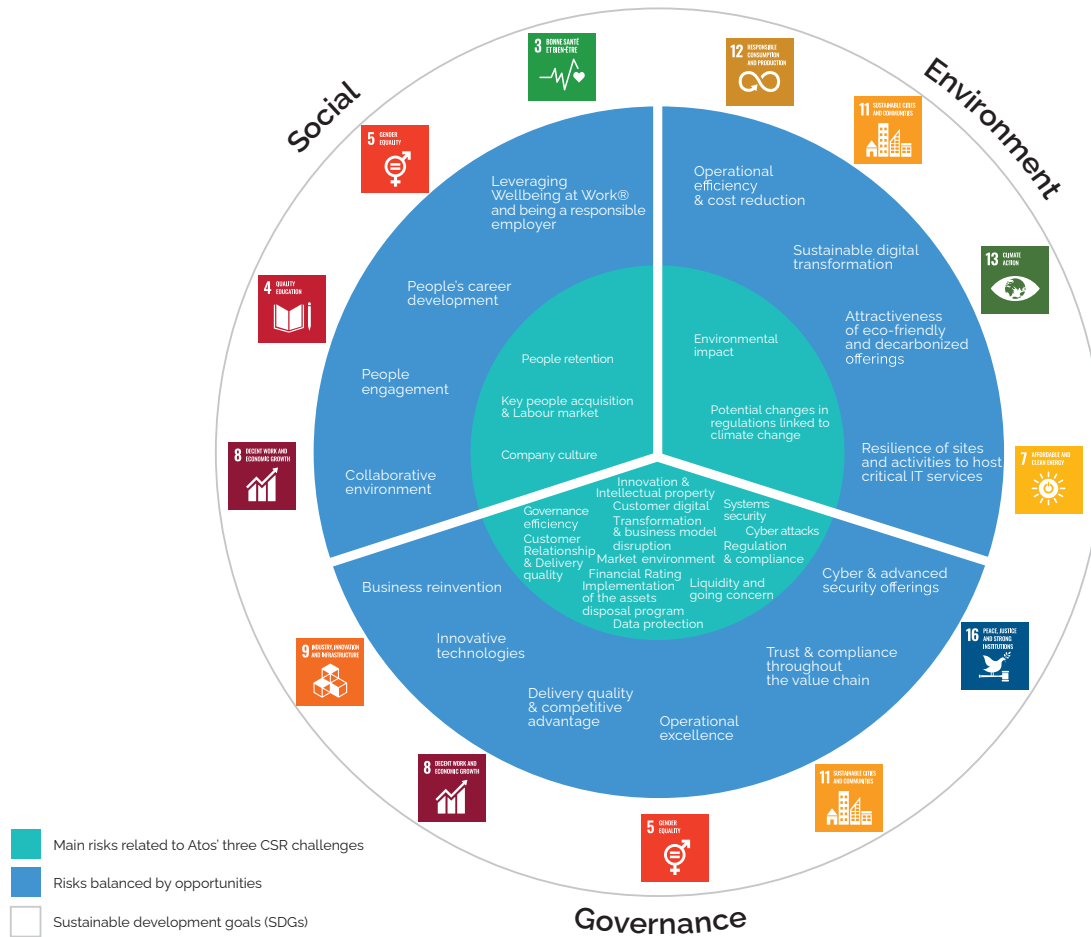 Social
Environment
Governance
3 BONNE SANTÉ
ET BIEN-ÊTRE
5 GENDER
EQUALITY
4 QUALITY
EDUCATION
8 DECENT WORK AND
ECONOMIC GROWTH
12 RESPONSIBLE
CONSUMPTION
AND PRODUCTION
11 SUSTAINABLE CITIES
AND COMMUNITIES
13 CLIMATE
ACTION
7 AFFORDABLE AND
CLEAN ENERGY
16 PEACE, JUSTICE
AND STRONG
INSTITUTIONS
11 SUSTAINABLE CITIES
AND COMMUNITIES
5 GENDER
EQUALITY
8 DECENT WORK AND
ECONOMIC GROWTH
9 INDUSTRY, INNOVATION
AND INFRASTRUCTURE
Leveraging
Wellbeing at Work®
and being a responsible
employer
People's career
development
People
engagement
Collaborative
environment
People retention
Key people acquisition
& Labour market
Company culture
Operational
efficiency
& cost reduction
Sustainable digital
transformation
Attractiveness
of eco-friendly
and decarbonized
offerings
Resilience of sites
and activities to host
critical IT services
Environmental
impact
Potential changes in
regulations linked to
climate change
Innovation &
Intellectual property
Governance
efficiency
Customer digital
Transformation
& business model
disruption
Systems
security
Cyber attacks
Customer
Relationship
& Delivery
quality
Market environment
Regulation
& compliance
Financial Rating
Implementation
of the assets
disposal program
Liquidity and
going concern
Data protection
Business reinvention
Innovative
technologies
Delivery quality
& competitive
advantage
Operational
excellence
Trust & compliance
throughout
the value chain
Cyber & advanced
security offerings
Main risks related to Atos' three CSR challenges
Risks balanced by opportunities
Sustainable development goals (SDGs)